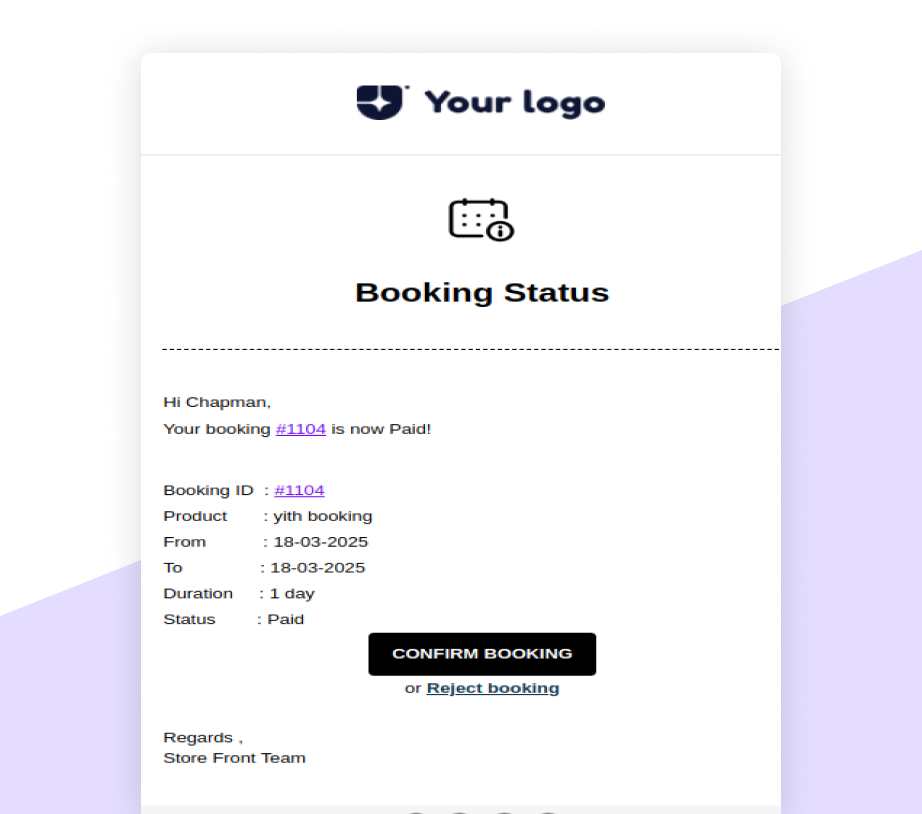 Your logo
Booking Status
Hi Chapman,
Your booking #1104 is now Paid!
Booking ID : #1104
Product : yith booking
From : 18-03-2025
To : 18-03-2025
Duration : 1 day
Status : Paid
CONFIRM BOOKING
or Reject booking
Regards ,
Store Front Team